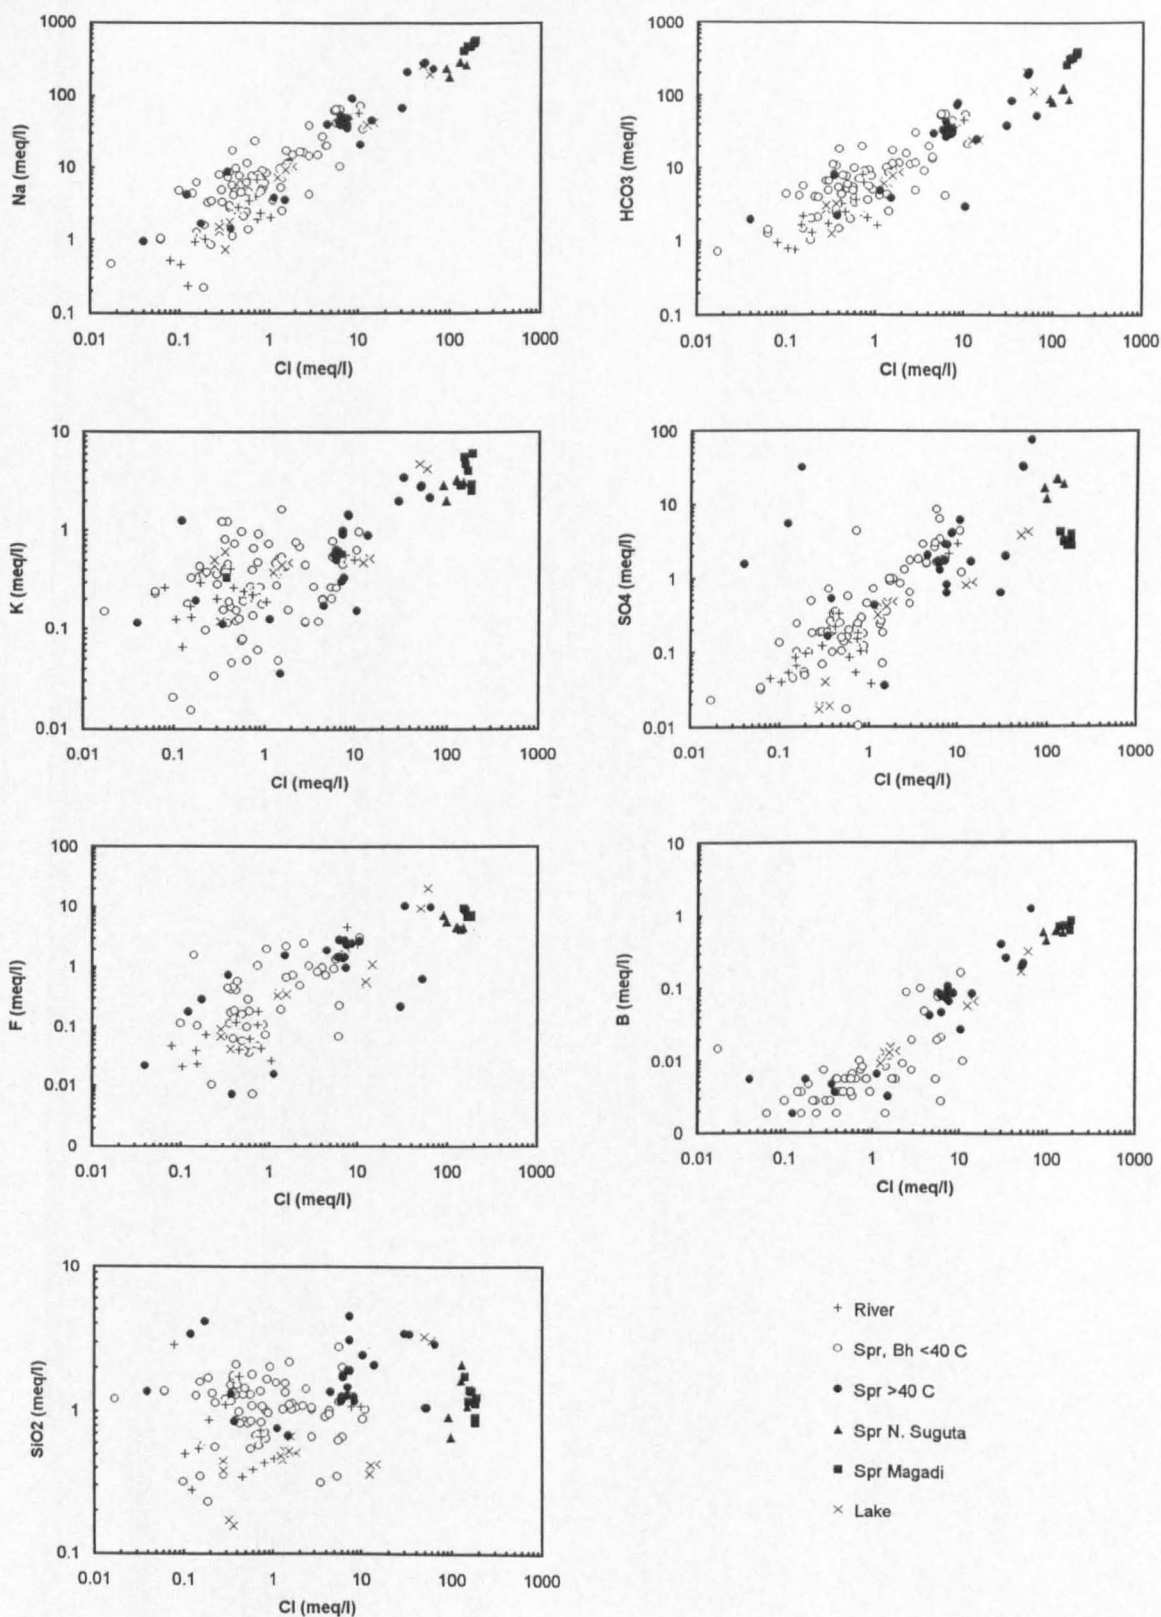 1000
100
10
1
0.1
Na (meq/l)
0.01 0.1 1 10 100 1000
Cl (meq/l)
1000
100
10
1
0.1
HCO3 (meq/l)
0.01 0.1 1 10 100 1000
Cl (meq/l)
10
1
0.1
0.01
K (meq/l)
0.01 0.1 1 10 100 1000
Cl (meq/l)
100
10
1
0.1
0.01
SO4 (meq/l)
0.01 0.1 1 10 100 1000
Cl (meq/l)
100
10
1
0.1
0.01
0
F (meq/l)
0.01 0.1 1 10 100 1000
Cl (meq/l)
10
1
0.1
0.01
0
B (meq/l)
0.01 0.1 1 10 100 1000
Cl (meq/l)
10
1
0.1
SiO2 (meq/l)
0.01 0.1 1 10 100 1000
Cl (meq/l)
River
Spr, Bh <40 C
Spr >40 C
Spr N. Suguta
Spr Magadi
Lake